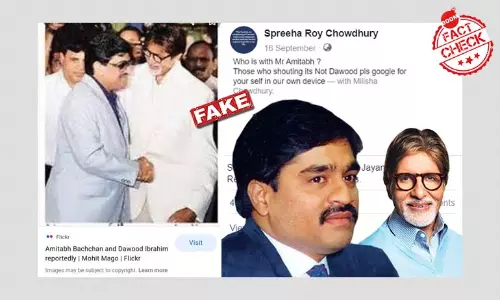 BOOM
FACT
CHECK
Spreeha Roy Chowdhury
16 September
Who is with Mr Amitabh ?
Those who shouting its Not Dawood pls google for
your self in our own device — with Milisha
Chowdhury.
FAKE
Jayan
Flickr
Amitabh Bachchan and Dawood Ibrahim
reportedly | Mohit Mago | Flickr
Images may be subject to copyright. Learn more
Visit